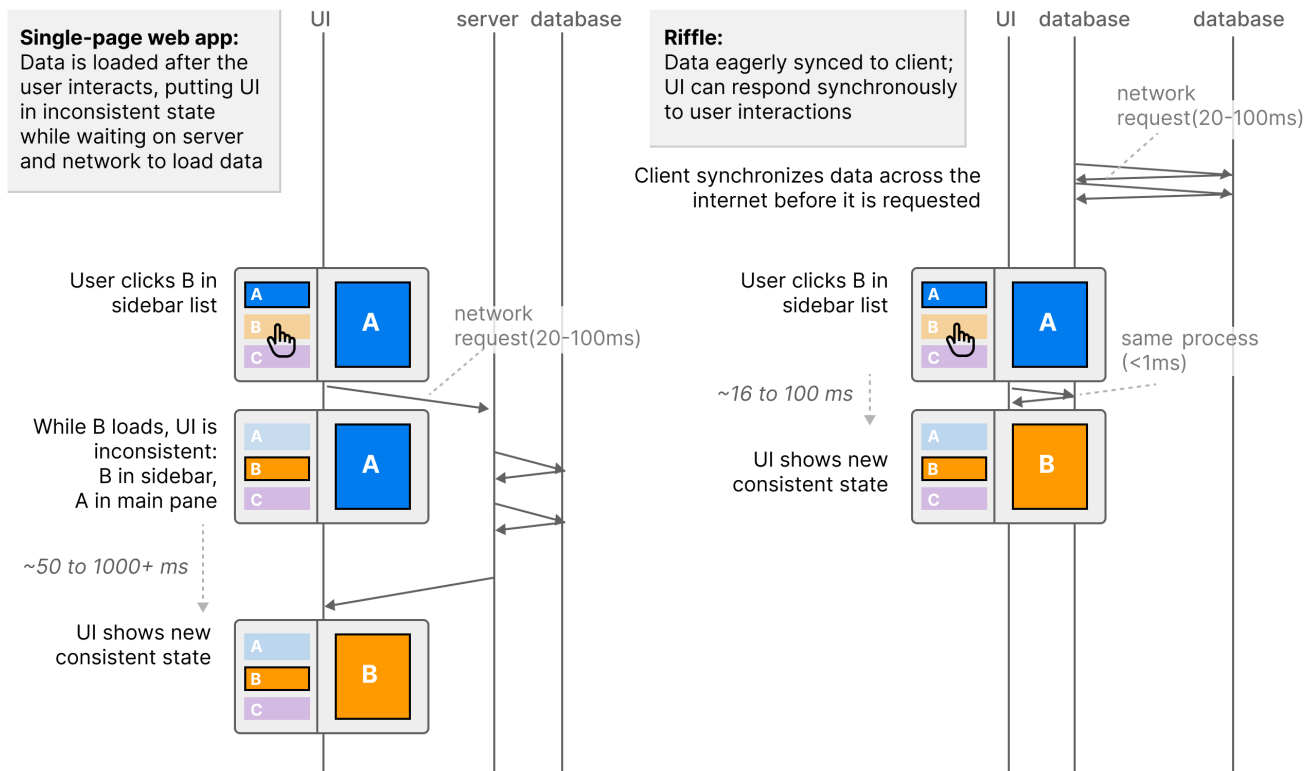 UI
server
database
Single-page web app:
Data is loaded after the
user interacts, putting UI
in inconsistent state
while waiting on server
and network to load data
User clicks B in
sidebar list
A
B
C
A
network
request(20-100ms)
While B loads, UI is
inconsistent:
B in sidebar,
A in main pane
A
B
C
A
~50 to 1000+ ms
UI shows new
consistent state
A
B
C
B
UI
database
database
Riffle:
Data eagerly synced to client;
UI can respond synchronously
to user interactions
network
request(20-100ms)
Client synchronizes data across the
internet before it is requested
User clicks B in
sidebar list
A
B
C
A
same process
(<1ms)
~16 to 100 ms
UI shows new
consistent state
A
B
C
B